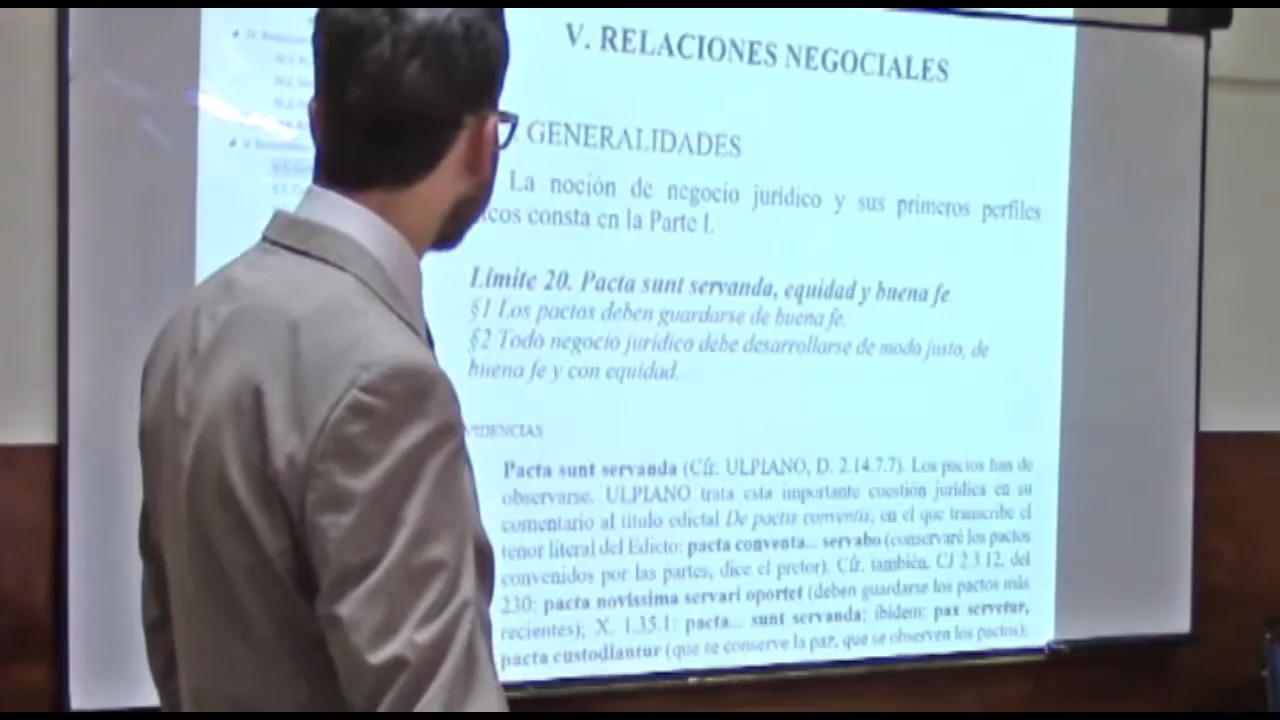 V. RELACIONES NEGOCIALES
GENERALIDADES
La noción de negocio jurídico y sus primeros perfiles
icos consta en la Parte I.
Límite 20. Pacta sunt servanda, equidad y buena fe
§1 Los pactos deben guardarse de buena fe.
§2 Todo negocio jurídico debe desarrollarse de modo justo, de
buena fe y con equidad.
VIDENCIAS
Pacta sunt servanda (Cfr. ULPIANO, D. 2.14.7.7). Los pactos han de
observarse. ULPIANO trata esta importante cuestión jurídica en su
comentario al título edictal De pactis conventis, en el que transcribe el
tenor literal del Edicto: pacta conventa... servabo (conservaré los pactos
convenidos por las partes, dice el pretor). Cfr. también, CJ 2.3.12, del
230: pacta novissima servari oportet (deben guardarse los pactos más
recientes); X. 1.35.1: pacta... sunt servanda; ibidem: pax servetur,
pacta custodiantur (que se conserve la paz, que se observen los pactos);